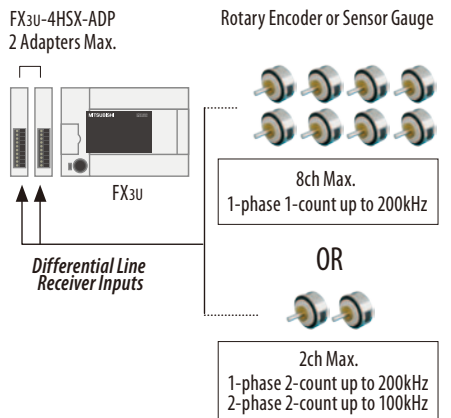 FX3U-4HSX-ADP
2 Adapters Max.
Rotary Encoder or Sensor Gauge
MITSUBISHI
FX3U
8ch Max.
1-phase 1-count up to 200kHz
Differential Line
Receiver Inputs
OR
2ch Max.
1-phase 2-count up to 200kHz
2-phase 2-count up to 100kHz